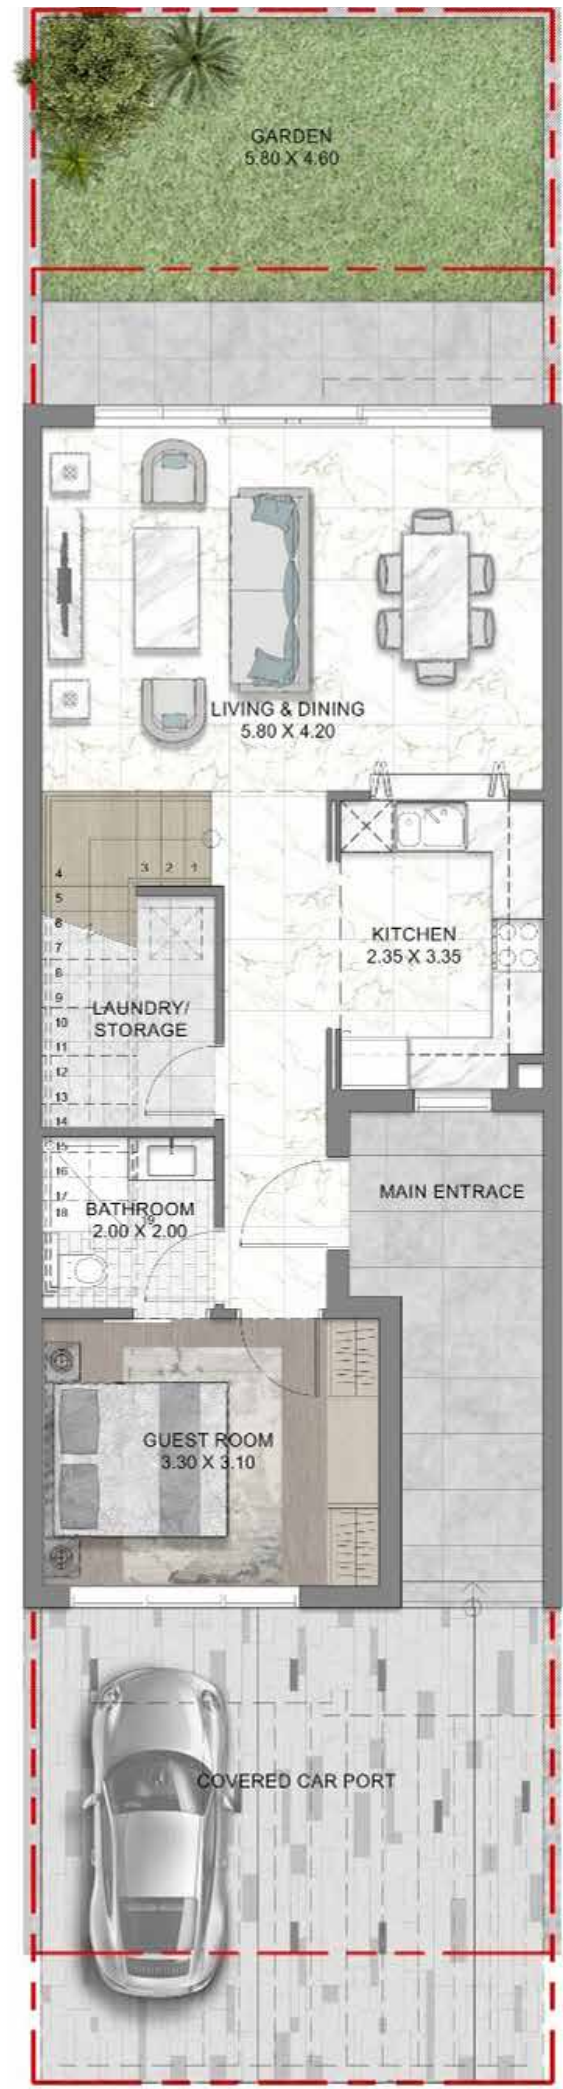 GARDEN
5.80 X 4.60
LIVING & DINING
5.80 X 4.20
3 2 1
4
5
6
7
8
9
10
11
12
13
14
KITCHEN
2.35 X 3.35
LAUNDRY/
STORAGE
15
16
17
18
19
BATHROOM
2.00 X 2.00
MAIN ENTRACE
GUEST ROOM
3.30 X 3.10
COVERED CAR PORT